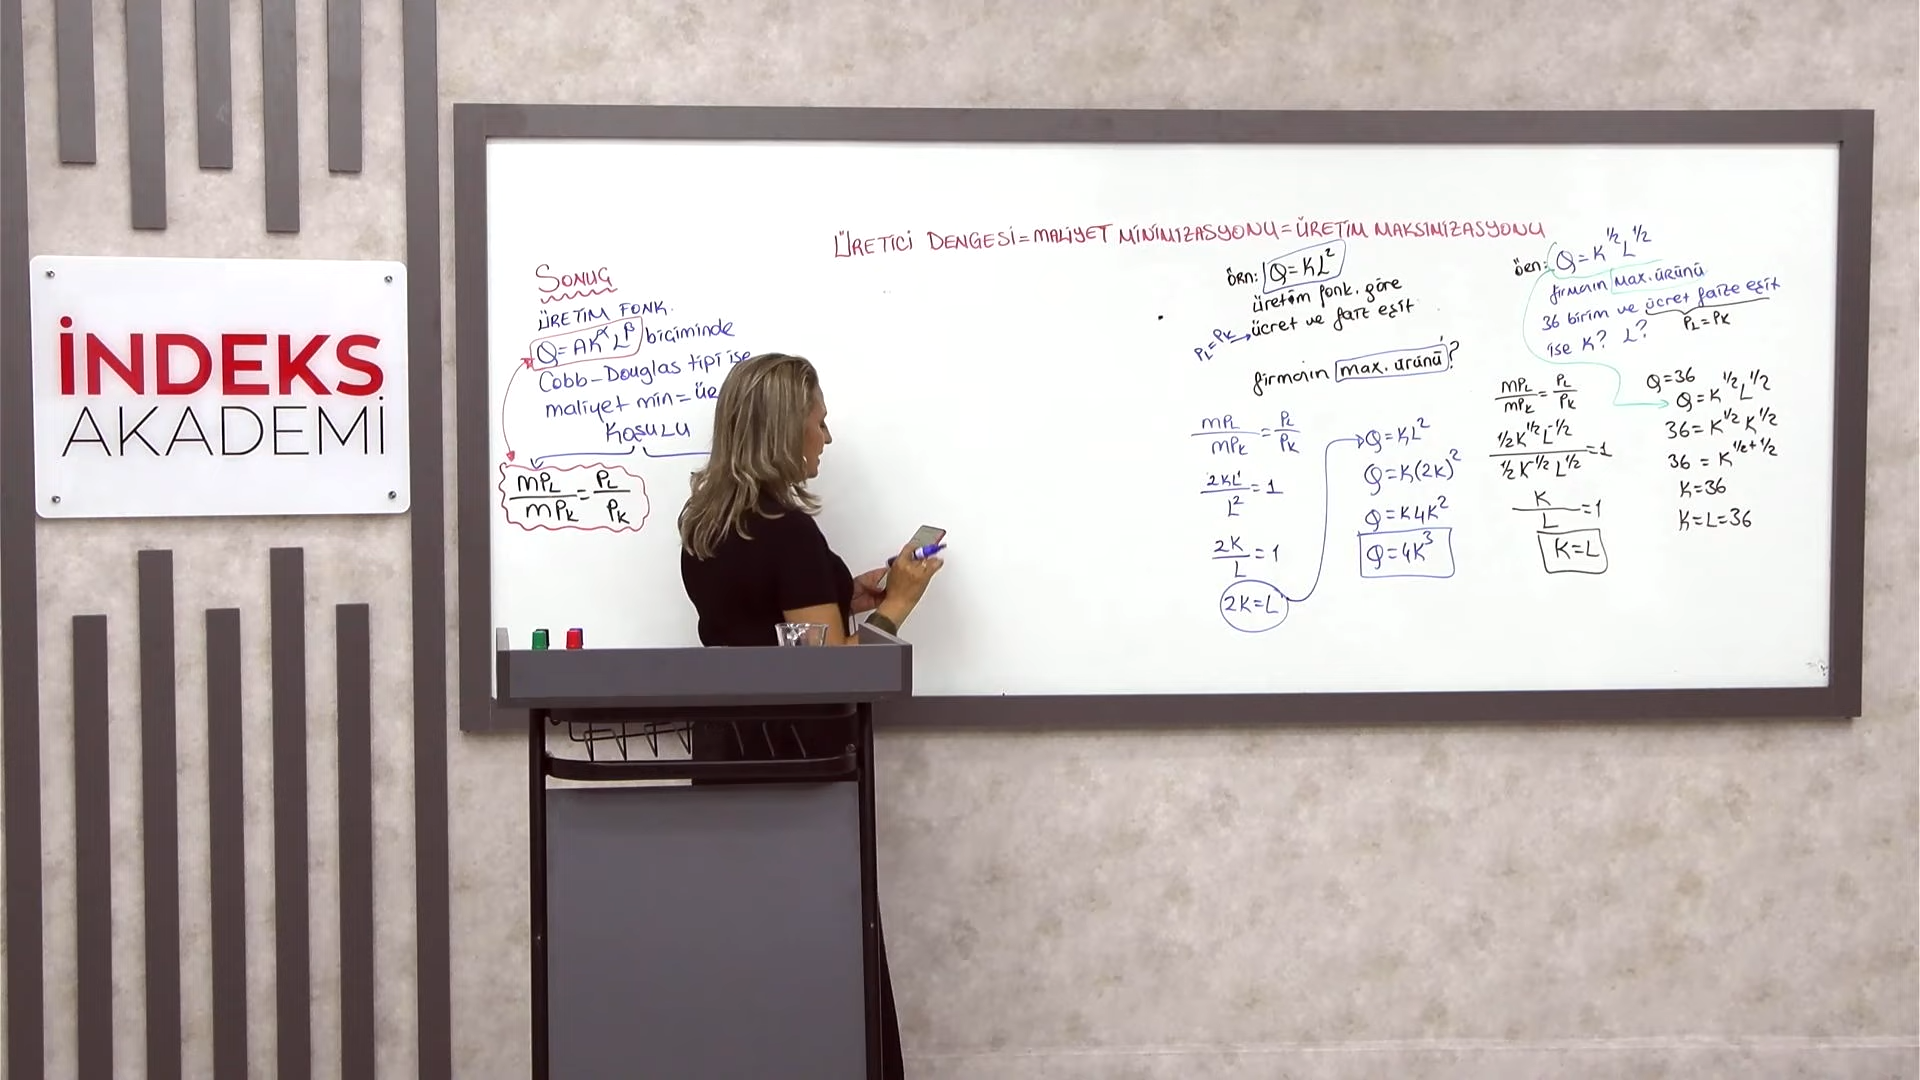 İNDEKS
AKADEMİ
ÜRETİCİ DENGESİ=MALİYET MİNİMİZASYONU=ÜRETİM MAKSİMİZASYONU
SONUÇ
ÜRETİM FONK.
Q=AK^α L^β biçiminde
Cobb-Douglas tipi ise
maliyet min=ür
KOŞULU
MPL/MPK=PL/PK
ÖRN: Q=KL²
üretim fonk. göre
PL=PK→ücret ve faiz eşit
firmanın max. ürünü?
MPL/MPK=PL/PK
2KL¹/L²=1
2K/L=1
2K=L
Q=KL²
Q=K(2K)²
Q=K4K²
Q=4K³
Örn: Q=K^1/2 L^1/2
firmanın max. ürünü
36 birim ve ücret faize eşit
PL=PK
ise K? L?
MPL/MPK=PL/PK
½K^½L^-½/½K^-½L^½=1
K/L=1
K=L
Q=36
Q=K^1/2 L^1/2
36=K^1/2 K^1/2
36=K^1/2+1/2
K=36
K=L=36